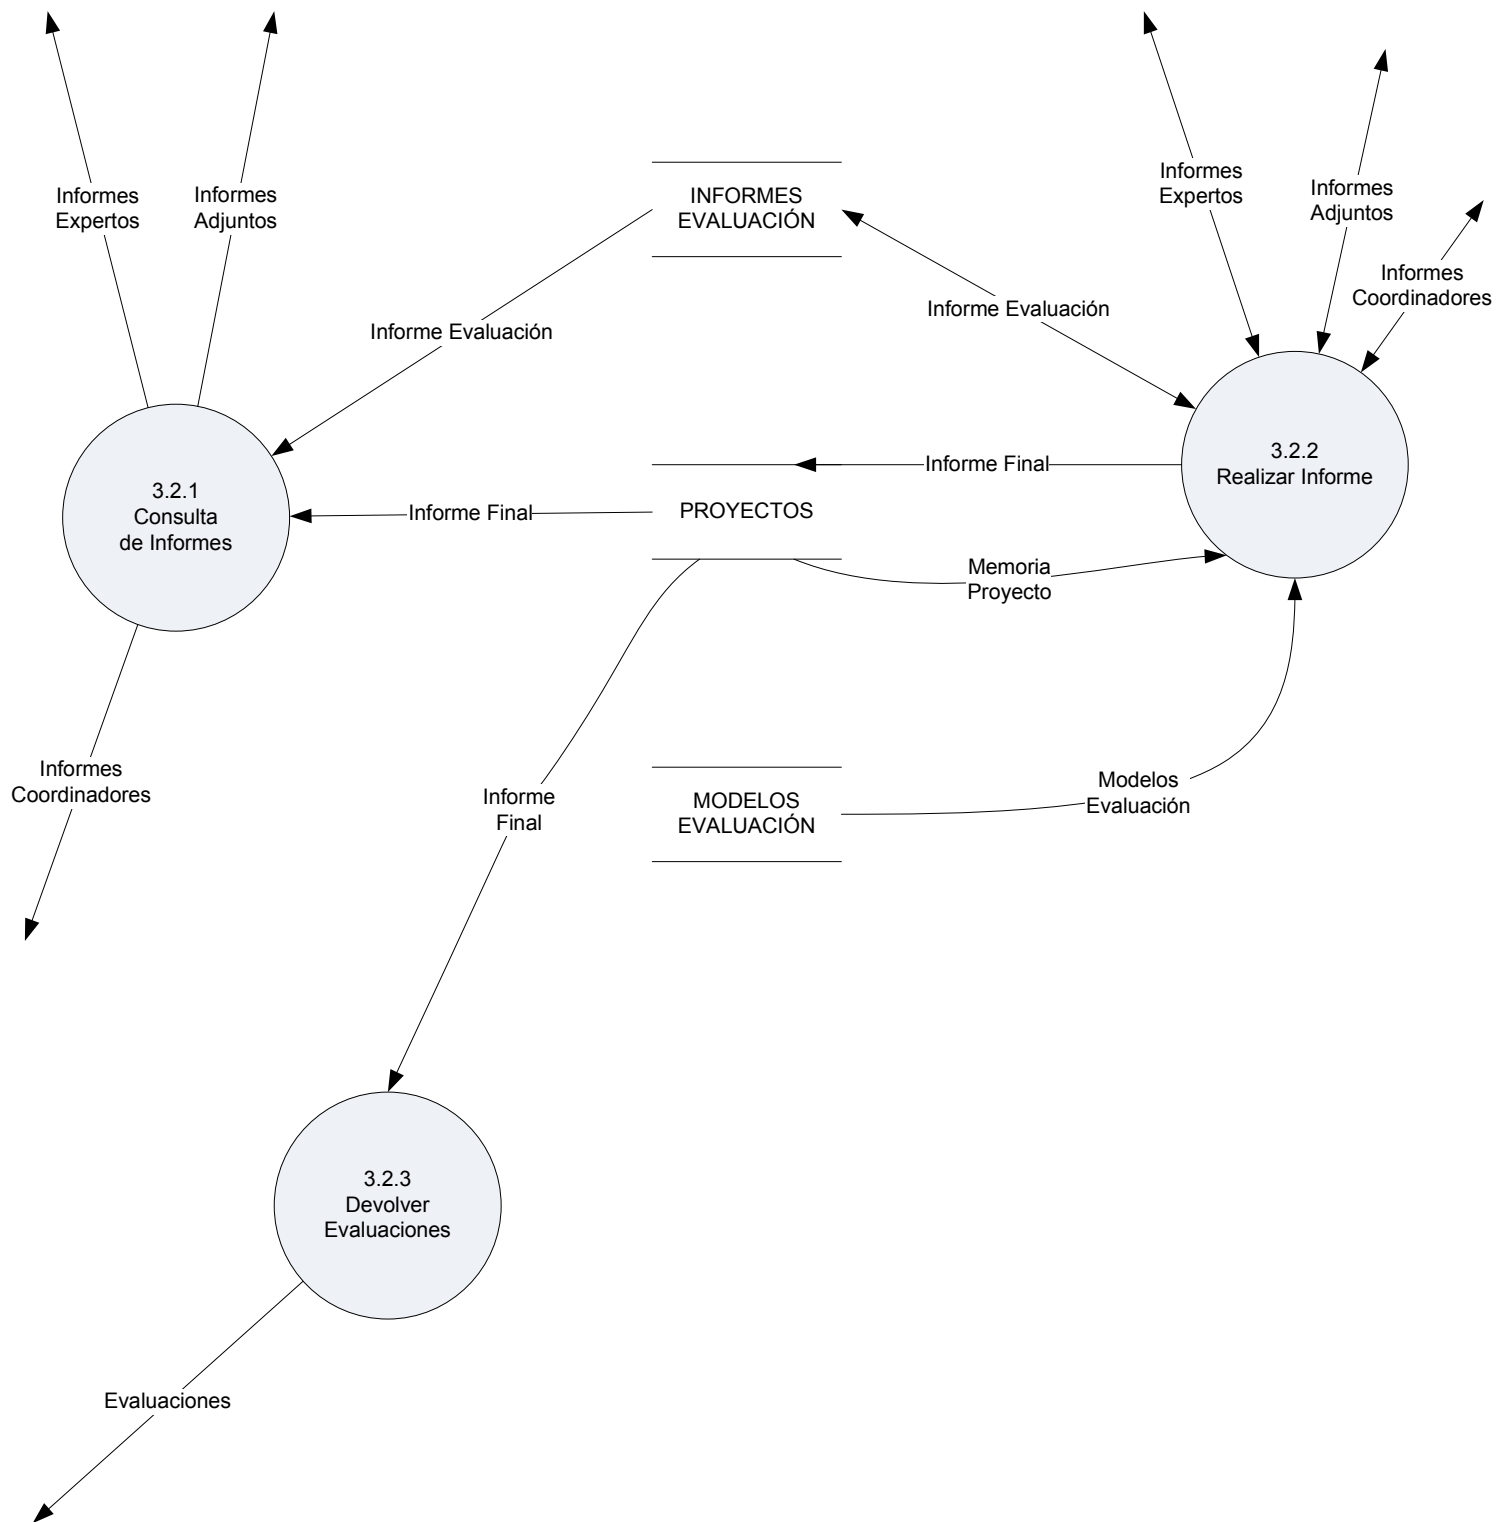 Informes
Expertos
Informes
Adjuntos
INFORMES
EVALUACIÓN
Informes
Expertos
Informes
Adjuntos
Informes
Coordinadores
Informe Evaluación
Informe Evaluación
3.2.1
Consulta
de Informes
Informe Final
PROYECTOS
Informe Final
3.2.2
Realizar Informe
Memoria
Proyecto
Informes
Coordinadores
Informe
Final
MODELOS
EVALUACIÓN
Modelos
Evaluación
3.2.3
Devolver
Evaluaciones
Evaluaciones